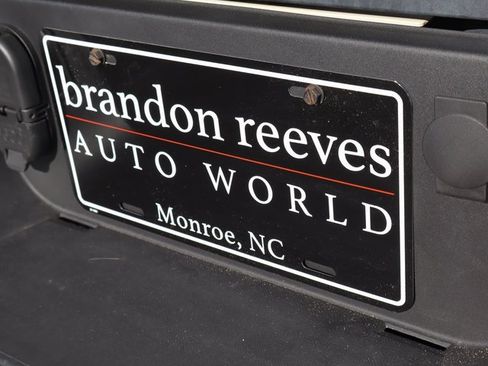 brandon reeves
AUTO WORLD
Monroe, NC